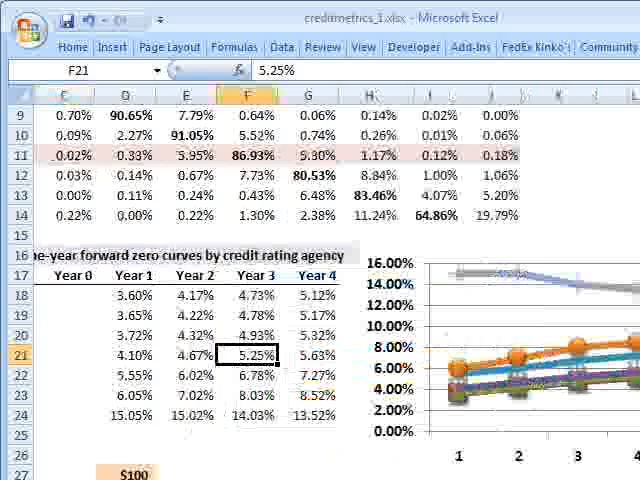 creditmetrics_1.xlsx - Microsoft Excel
Home Insert Page Layout Formulas Data Review View Developer Add-Ins FedEx Kinko's Community
F21 fx 5.25%
C D E F G H I J K L
9 0.70% 90.65% 7.79% 0.64% 0.06% 0.14% 0.02% 0.00%
10 0.09% 2.27% 91.05% 5.52% 0.74% 0.26% 0.01% 0.06%
11 0.02% 0.33% 5.95% 86.93% 5.30% 1.17% 0.12% 0.18%
12 0.03% 0.14% 0.67% 7.73% 80.53% 8.84% 1.00% 1.06%
13 0.00% 0.11% 0.24% 0.43% 6.48% 83.46% 4.07% 5.20%
14 0.22% 0.00% 0.22% 1.30% 2.38% 11.24% 64.86% 19.79%
15
16 ne-year forward zero curves by credit rating agency
17 Year 0 Year 1 Year 2 Year 3 Year 4
18 3.60% 4.17% 4.73% 5.12%
19 3.65% 4.22% 4.78% 5.17%
20 3.72% 4.32% 4.93% 5.32%
21 4.10% 4.67% 5.25% 5.63%
22 5.55% 6.02% 6.78% 7.27%
23 6.05% 7.02% 8.03% 8.52%
24 15.05% 15.02% 14.03% 13.52%
25
26
27 $100
16.00%
14.00%
12.00%
10.00%
8.00%
6.00%
4.00%
2.00%
0.00%
1 2 3 4